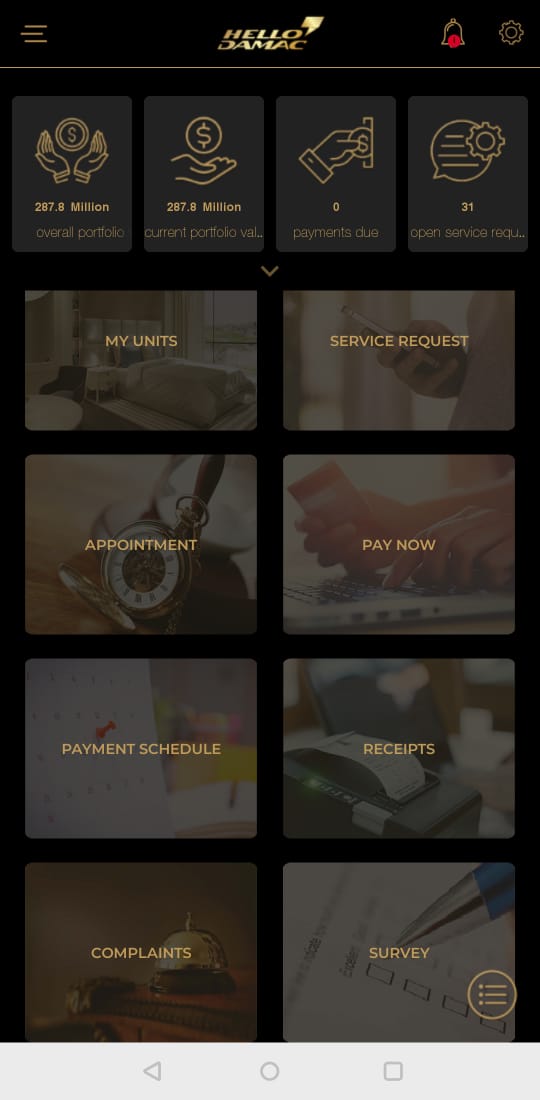 HELLO
DAMAC
287.8 Million
overall portfolio
287.8 Million
current portfolio val..
0
payments due
31
open service requ..
MY UNITS
SERVICE REQUEST
APPOINTMENT
PAY NOW
PAYMENT SCHEDULE
RECEIPTS
COMPLAINTS
SURVEY